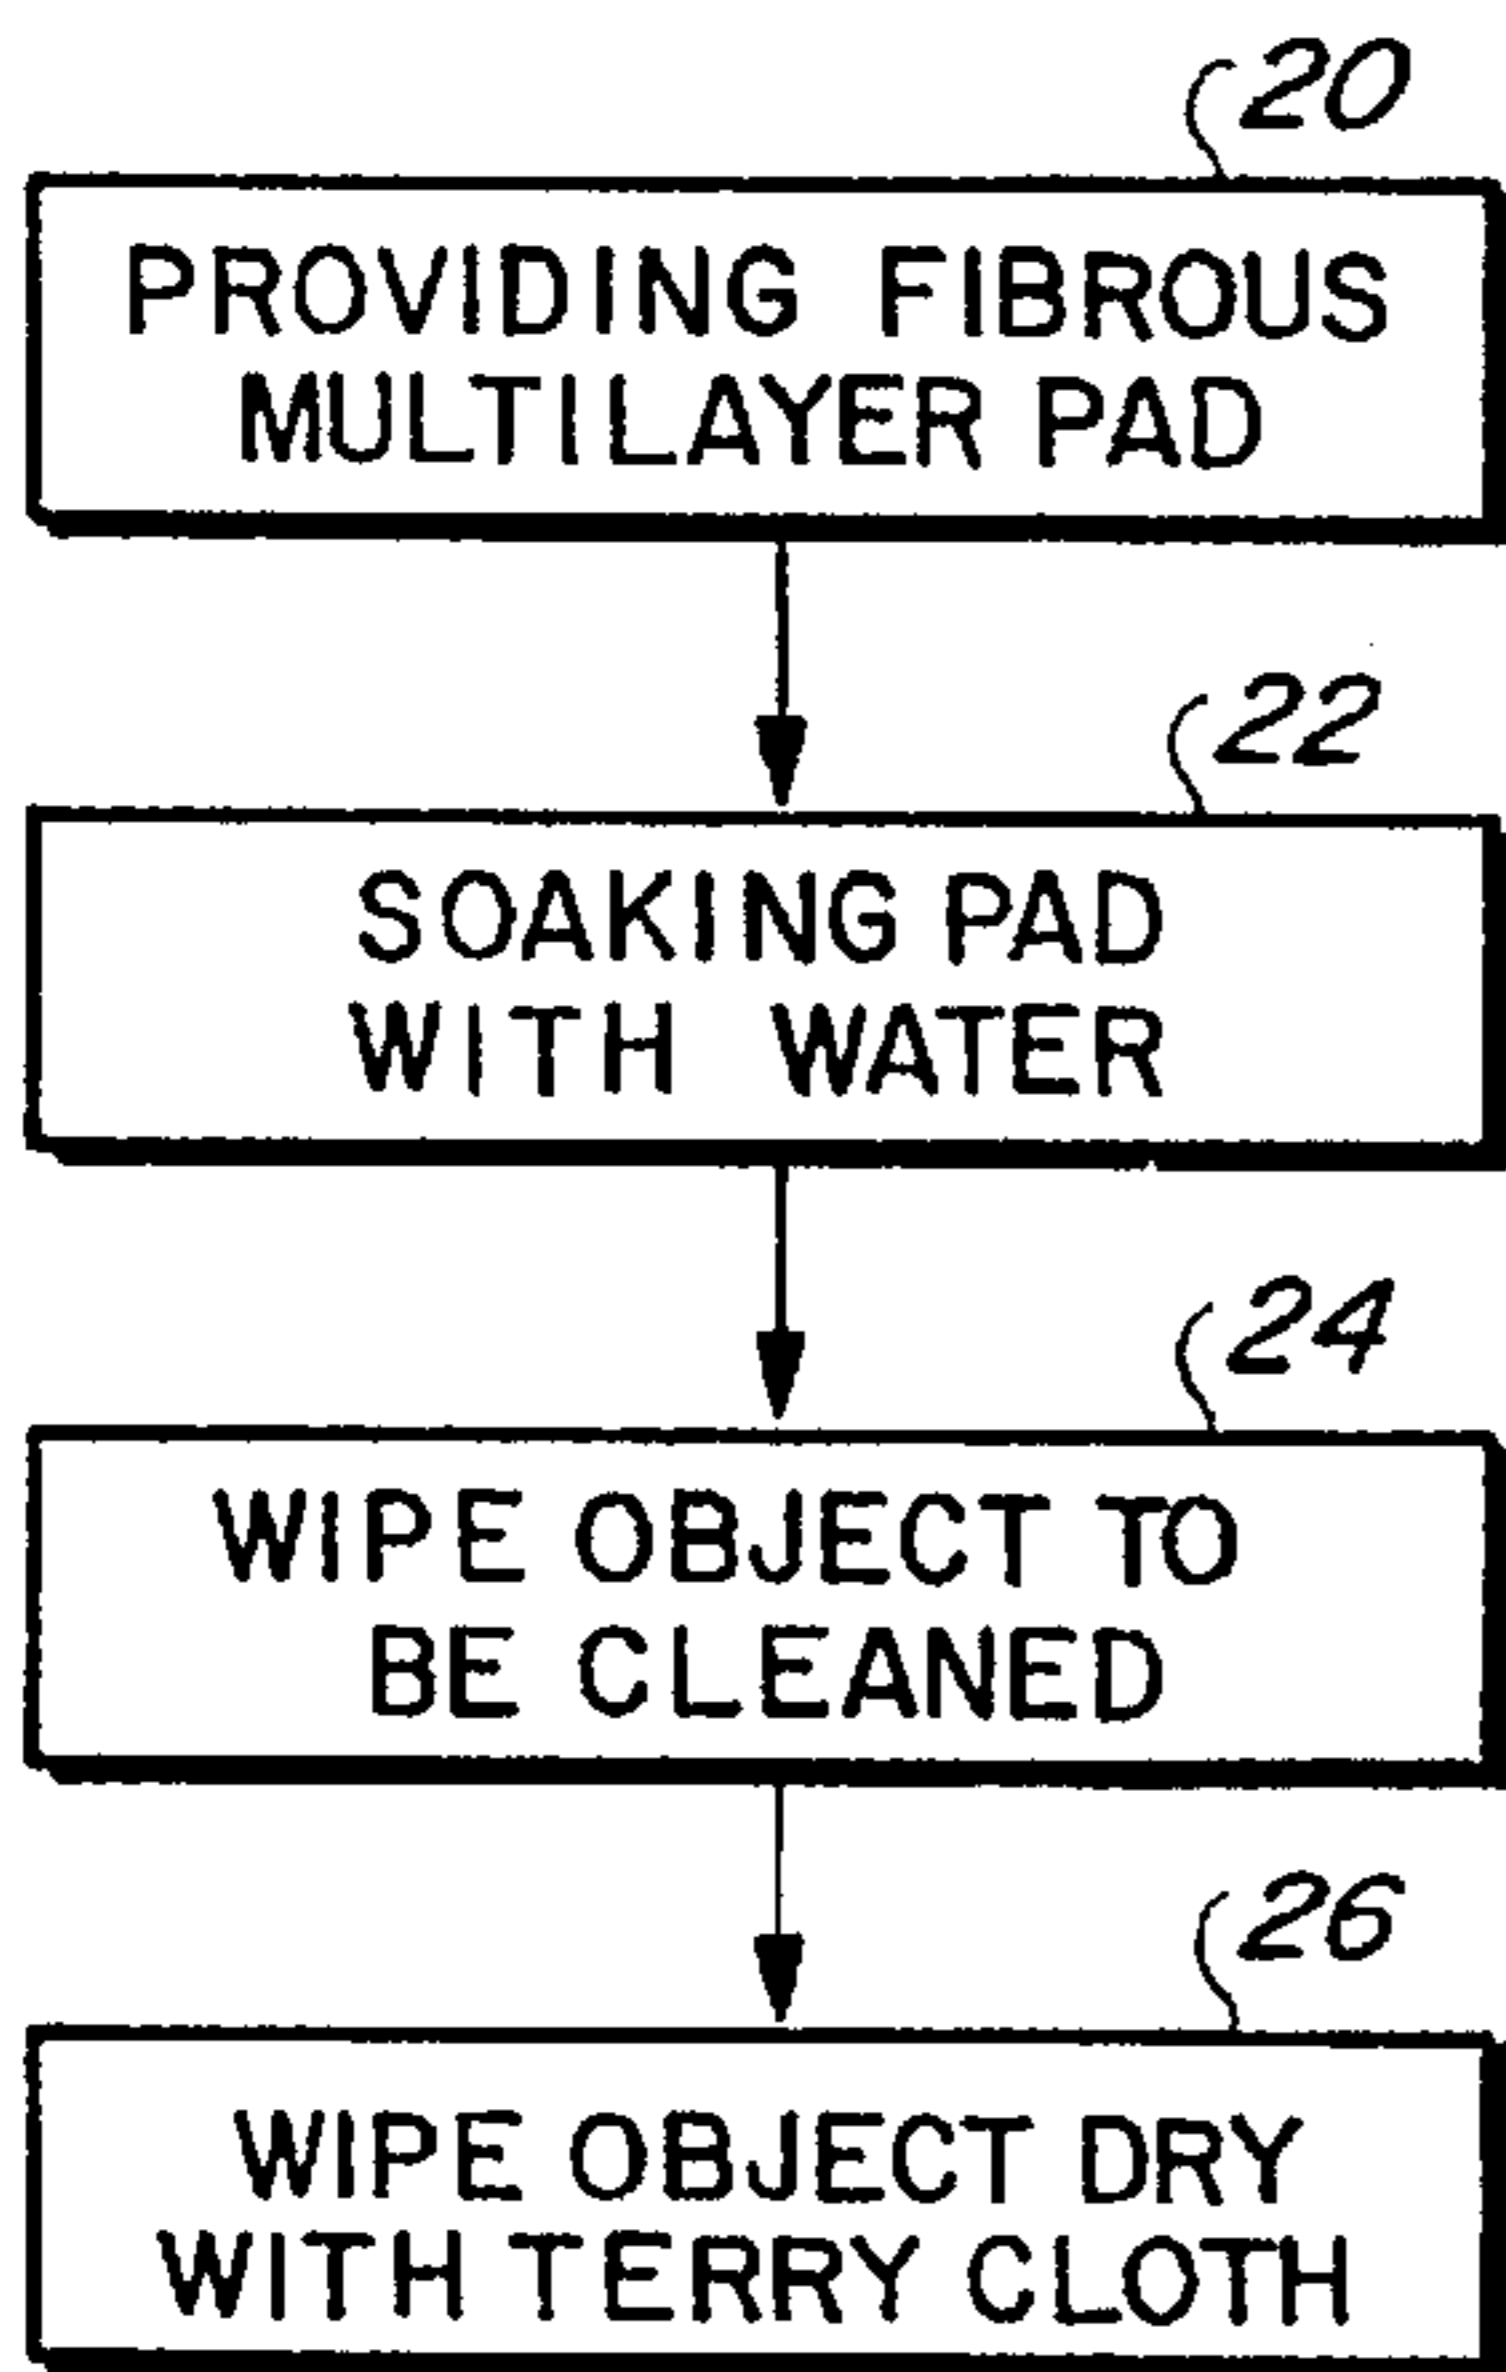 20
PROVIDING FIBROUS
MULTILAYER PAD
22
SOAKING PAD
WITH WATER
24
WIPE OBJECT TO
BE CLEANED
26
WIPE OBJECT DRY
WITH TERRY CLOTH